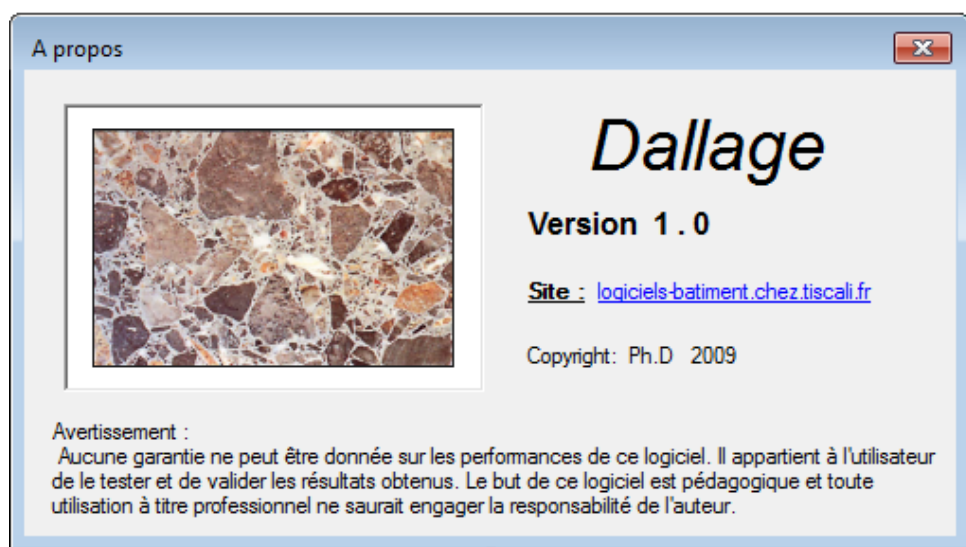 A propos
Dallage
Version 1 . 0
Site : logiciels-batiment.chez.tiscali.fr
Copyright: Ph.D 2009
Avertissement :
Aucune garantie ne peut être donnée sur les performances de ce logiciel. Il appartient à l'utilisateur
de le tester et de valider les résultats obtenus. Le but de ce logiciel est pédagogique et toute
utilisation à titre professionnel ne saurait engager la responsabilité de l'auteur.